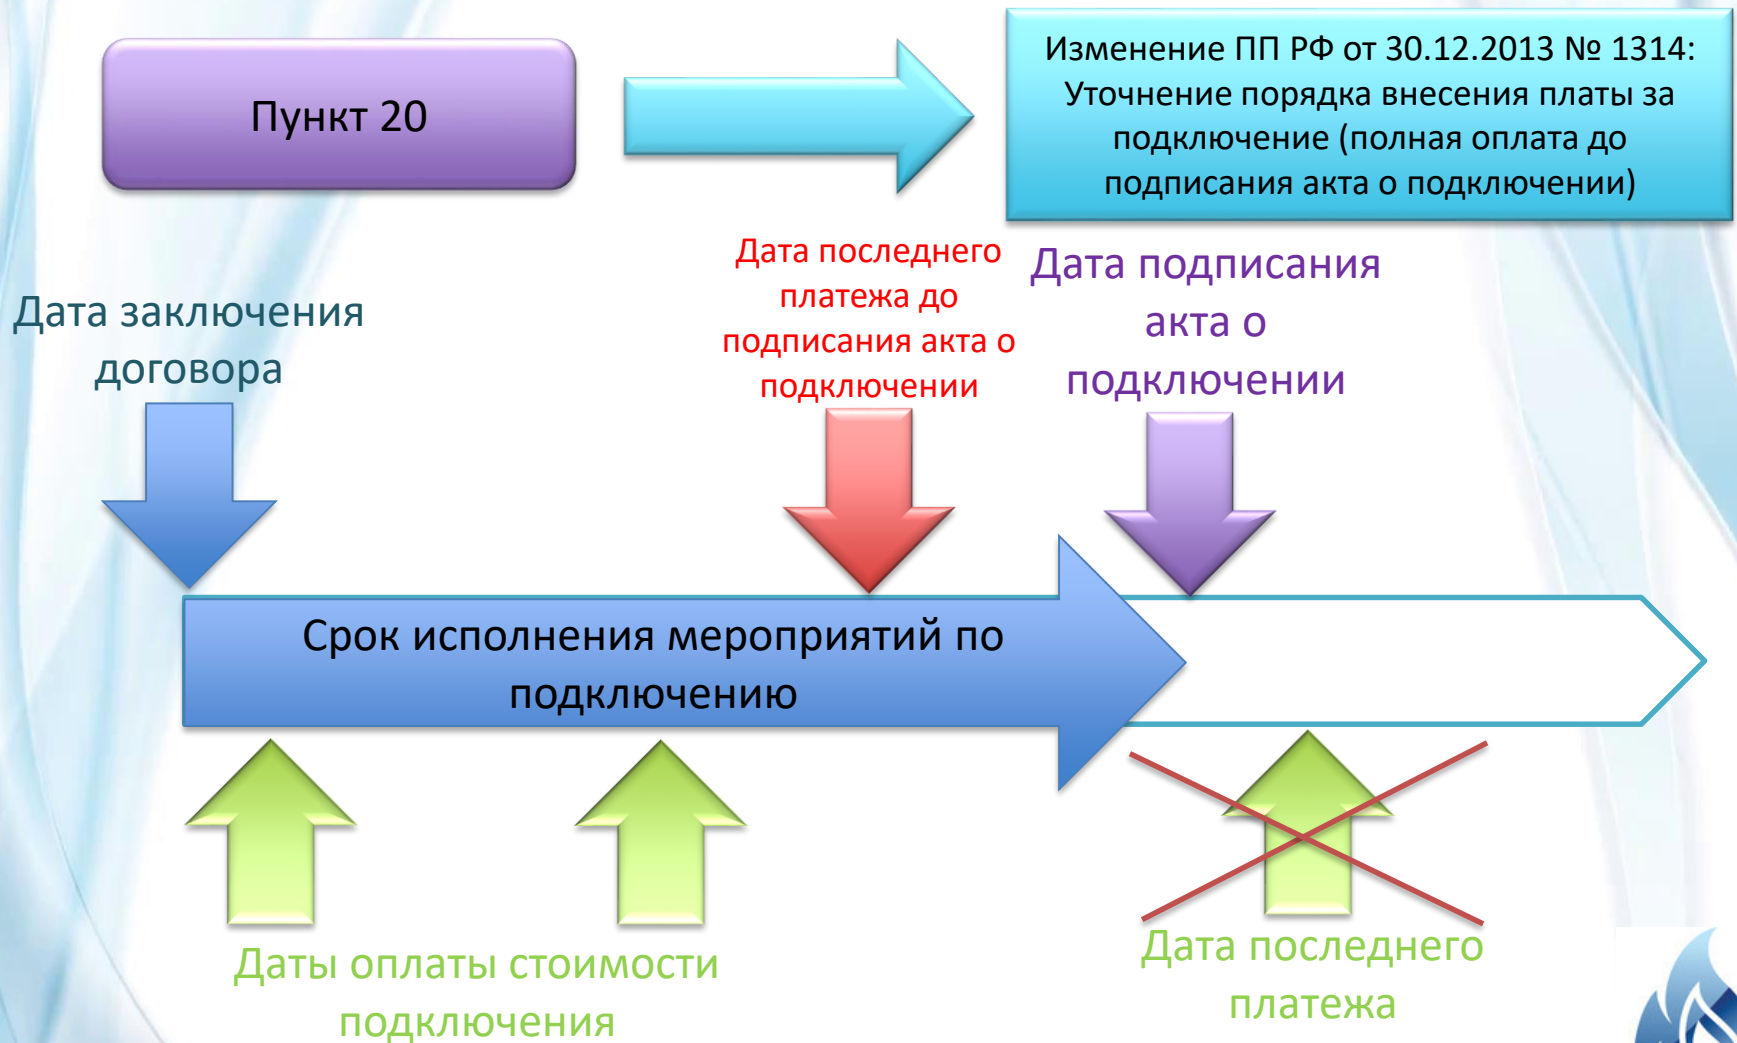 Пункт 20
Изменение ПП РФ от 30.12.2013 № 1314:
Уточнение порядка внесения платы за
подключение (полная оплата до
подписания акта о подключении)
Дата заключения
договора
Дата последнего
платежа до
подписания акта о
подключении
Дата подписания
акта о
подключении
Срок исполнения мероприятий по
подключению
Даты оплаты стоимости
подключения
Дата последнего
платежа